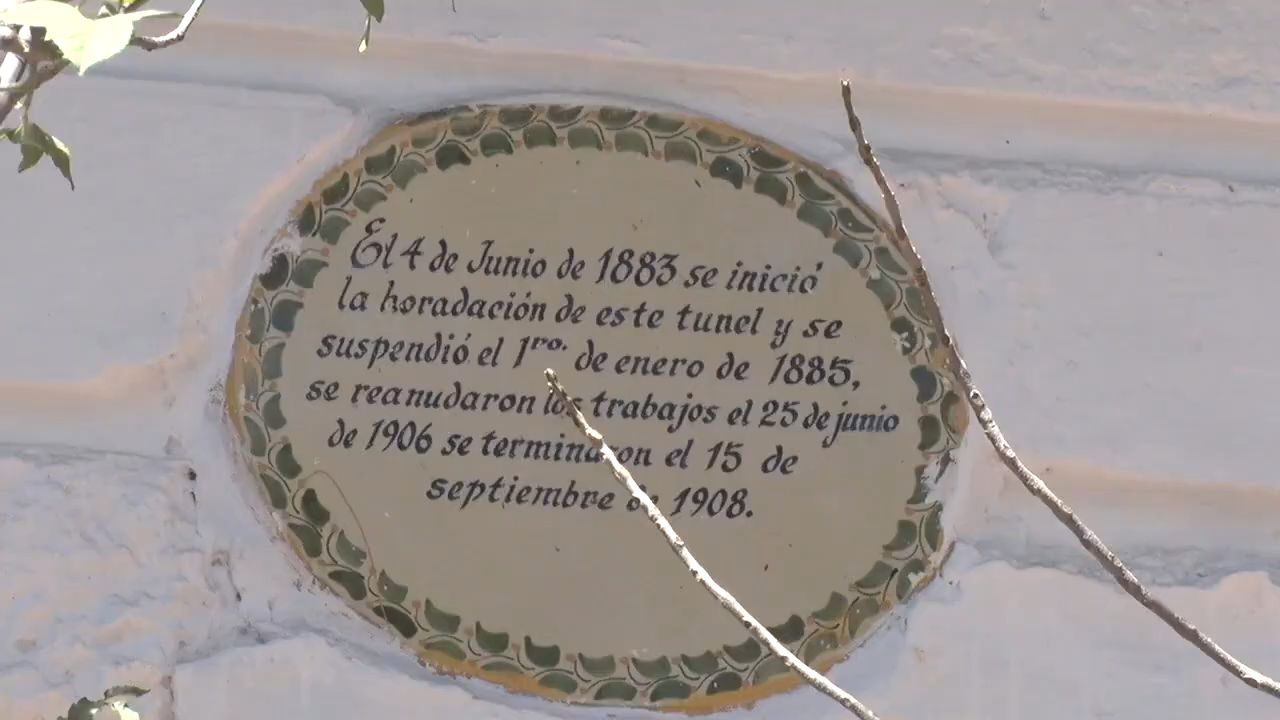 El 4 de Junio de 1883 se inició
la horadación de este tunel y se
suspendió el 1ro. de enero de 1885,
se reanudaron los trabajos el 25 de junio
de 1906 se terminaron el 15 de
septiembre de 1908.